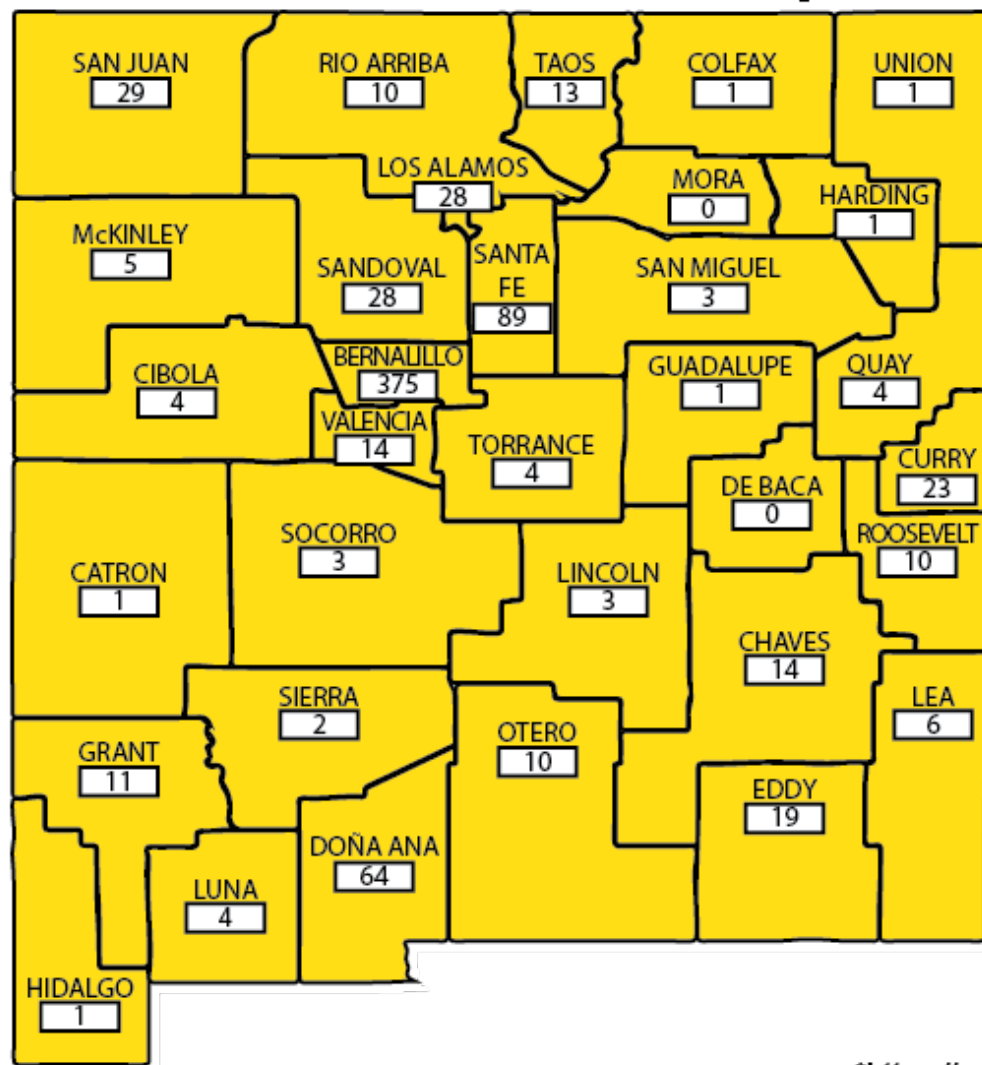 SAN JUAN
29
RIO ARRIBA
10
TAOS
13
COLFAX
1
UNION
1
LOS ALAMOS
28
MORA
0
HARDING
1
McKINLEY
5
SANDOVAL
28
SANTA
FE
89
SAN MIGUEL
3
CIBOLA
4
BERNALILLO
375
GUADALUPE
1
QUAY
4
VALENCIA
14
TORRANCE
4
CURRY
23
DE BACA
0
SOCORRO
3
ROOSEVELT
10
CATRON
1
LINCOLN
3
CHAVES
14
SIERRA
2
LEA
6
GRANT
11
OTERO
10
EDDY
19
DOÑA ANA
64
LUNA
4
HIDALGO
1